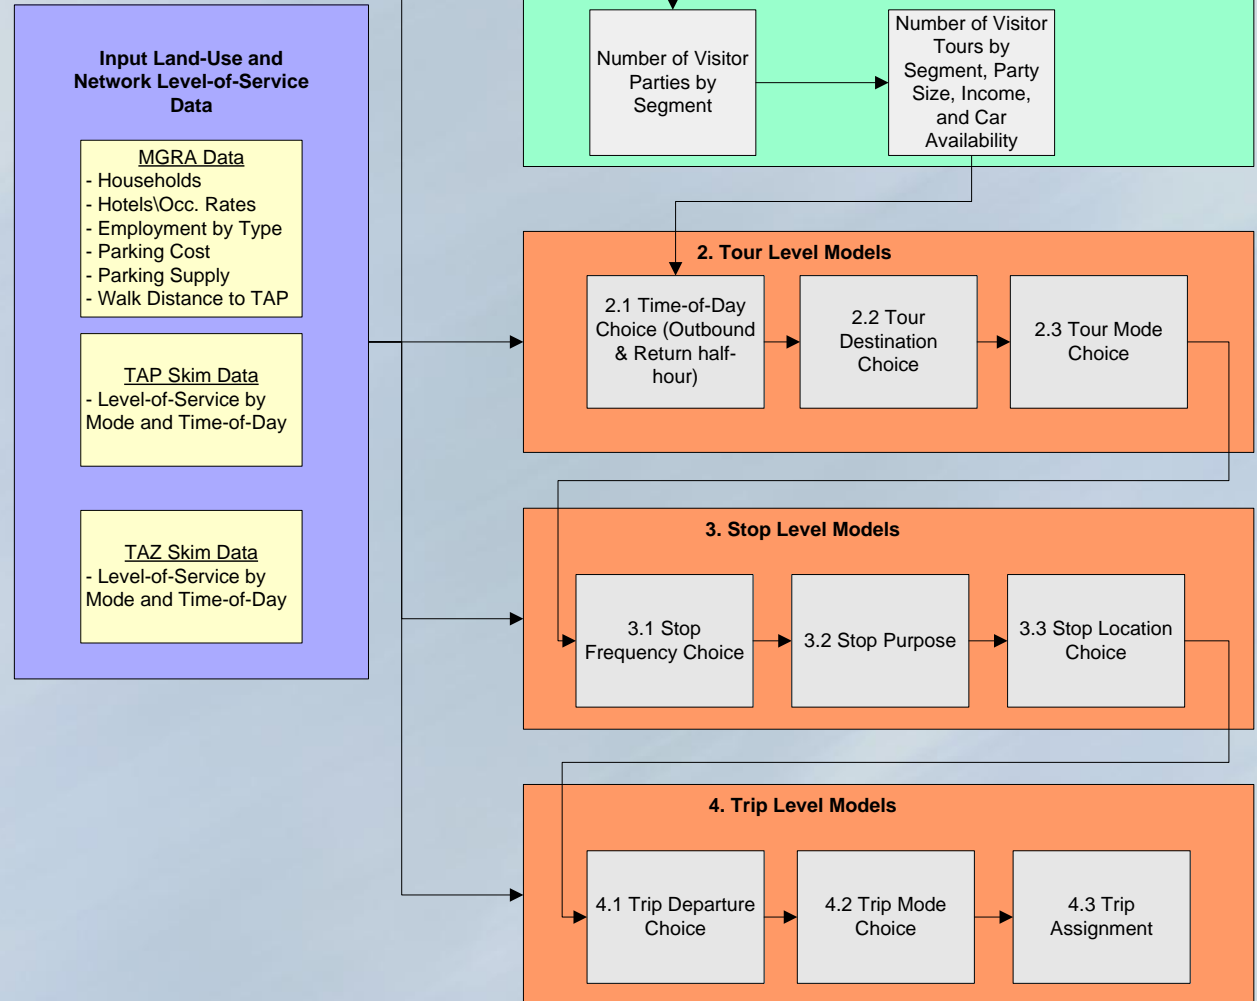 Input Land-Use and
Network Level-of-Service
Data
MGRA Data
- Households
- Hotels\Occ. Rates
- Employment by Type
- Parking Cost
- Parking Supply
- Walk Distance to TAP
TAP Skim Data
- Level-of-Service by
Mode and Time-of-Day
TAZ Skim Data
- Level-of-Service by
Mode and Time-of-Day
Number of Visitor
Parties by
Segment
Number of Visitor
Tours by
Segment, Party
Size, Income,
and Car
Availability
2. Tour Level Models
2.1 Time-of-Day
Choice (Outbound
& Return half-
hour)
2.2 Tour
Destination
Choice
2.3 Tour Mode
Choice
3. Stop Level Models
3.1 Stop
Frequency Choice
3.2 Stop Purpose
3.3 Stop Location
Choice
4. Trip Level Models
4.1 Trip Departure
Choice
4.2 Trip Mode
Choice
4.3 Trip
Assignment